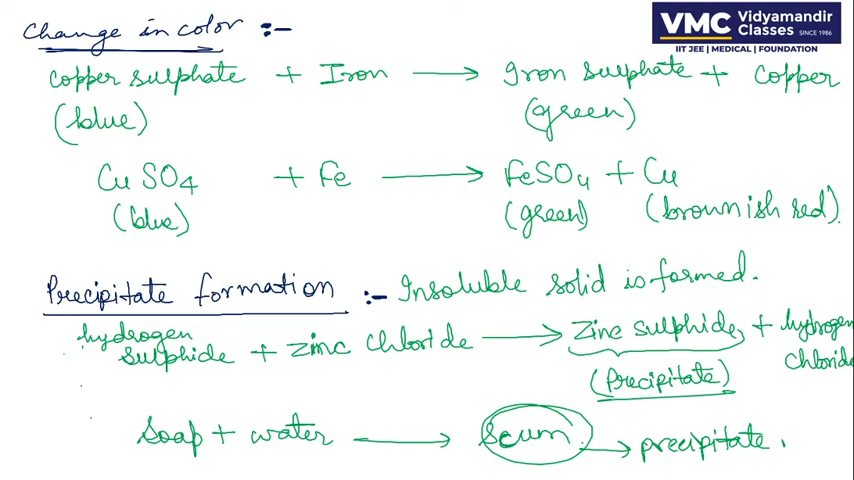 Change in color :-
VMC Vidyamandir Classes SINCE 1986
IIT JEE | MEDICAL | FOUNDATION
copper sulphate + Iron → Iron sulphate + copper
(blue) (green)
CuSO4 + Fe → FeSO4 + Cu
(blue) (green) (brownish red)
Precipitate formation :- Insoluble solid is formed.
hydrogen sulphide + zinc chloride → zinc sulphide + hydrogen chloride
(Precipitate)
Soap + water → Scum → precipitate.